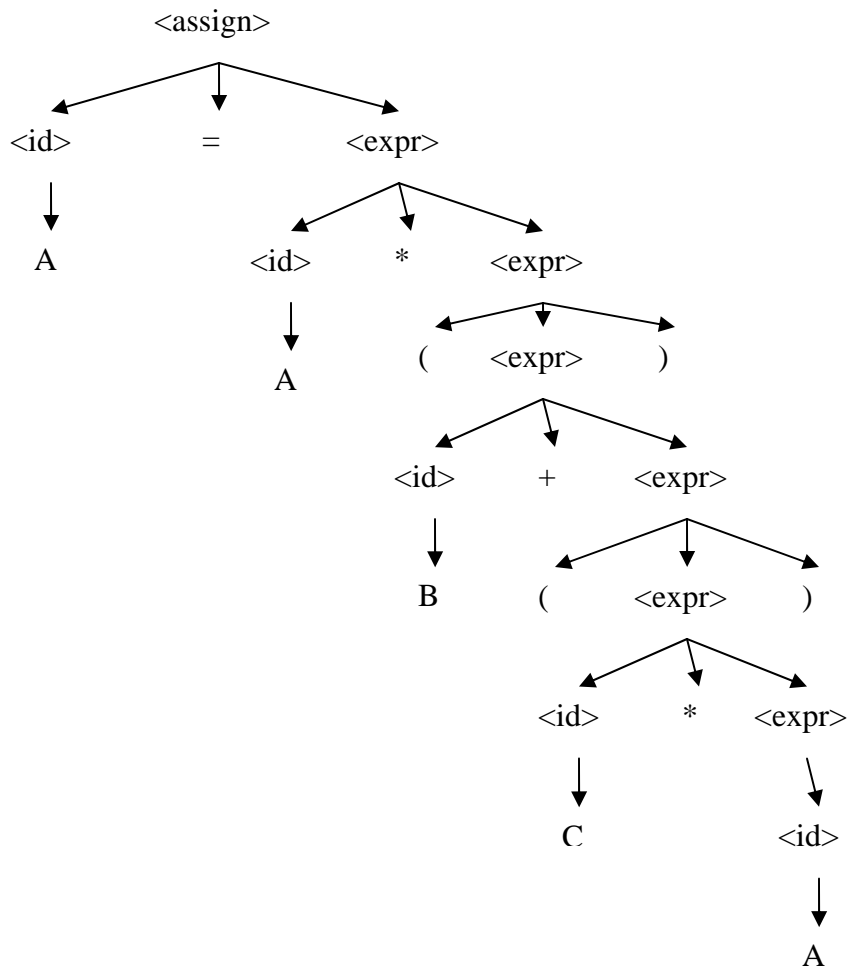 <assign>
<id> = <expr>
A <id> * <expr>
A ( <expr> )
<id> + <expr>
B ( <expr> )
<id> * <expr>
C <id>
A